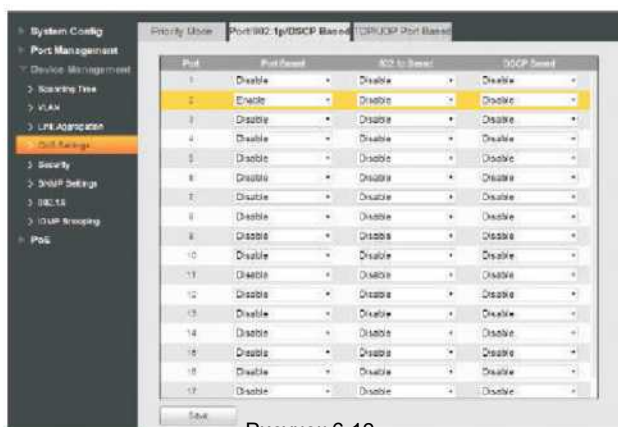 System Config
Port Management
Device Management
Spanning Tree
VLAN
Link Aggregation
QoS Settings
Security
SNMP Settings
802.1x
IGMP Snooping
PoE
Priority Mode
Port/802.1p/DSCP Based
TCP/UDP Port Based
Port Port Based 802.1p Based DSCP Based
1 Disable Disable Disable
2 Enable Disable Disable
3 Disable Disable Disable
4 Disable Disable Disable
5 Disable Disable Disable
6 Disable Disable Disable
7 Disable Disable Disable
8 Disable Disable Disable
9 Disable Disable Disable
10 Disable Disable Disable
11 Disable Disable Disable
12 Disable Disable Disable
13 Disable Disable Disable
14 Disable Disable Disable
15 Disable Disable Disable
16 Disable Disable Disable
17 Disable Disable Disable
Save